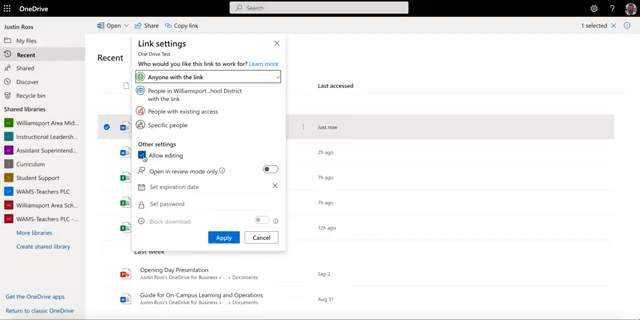 OneDrive
Search
Justin Ross
My files
Recent
Shared
Discover
Recycle bin
Shared libraries
Williamsport Area Mid...
Instructional Leadershi...
Assistant Superintend...
Curriculum
Student Support
WAMS-Teachers PLC
Williamsport Area Sch...
WAMS-Teachers PLC -...
More libraries
Create shared library
Get the OneDrive apps
Return to classic OneDrive
Open
Share
Copy link
1 selected
Recent
Last accessed
Just now
2h ago
7h ago
7h ago
12h ago
Link settings
One Drive Test
Who would you like this link to work for? Learn more
Anyone with the link
People in Williamsport...hool District
with the link
People with existing access
Specific people
Other settings
Allow editing
Open in review mode only
Set expiration date
Set password
Block download
Apply
Cancel
Last week
Opening Day Presentation
Justin Ross's OneDrive for Business > ... > Documents
Sep 2
Guide for On-Campus Learning and Operations
Justin Ross's OneDrive for Business > ... > Documents
Aug 31